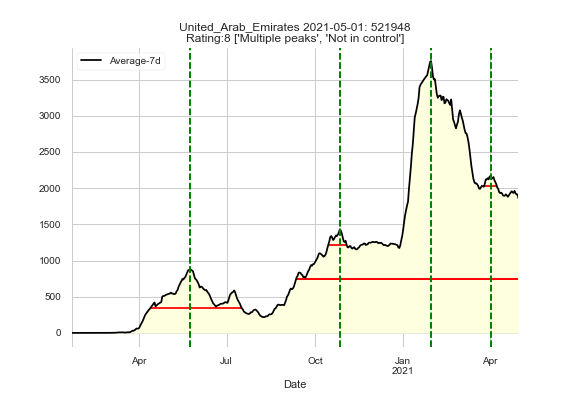 United_Arab_Emirates 2021-05-01: 521948
Rating:8 ['Multiple peaks', 'Not in control']
Average-7d
3500
3000
2500
2000
1500
1000
500
0
Apr
Jul
Oct
Jan
2021
Apr
Date